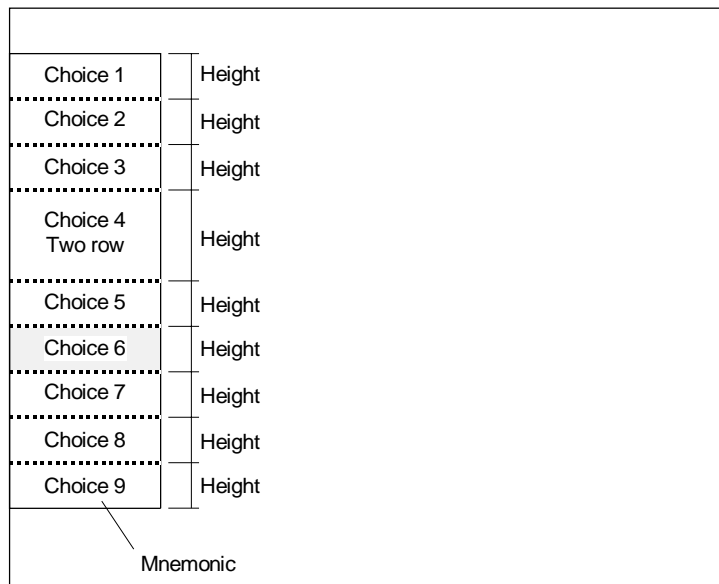 Choice 1 Height
Choice 2 Height
Choice 3 Height
Choice 4
Two row
Height
Choice 5 Height
Choice 6 Height
Choice 7 Height
Choice 8 Height
Choice 9 Height
Mnemonic